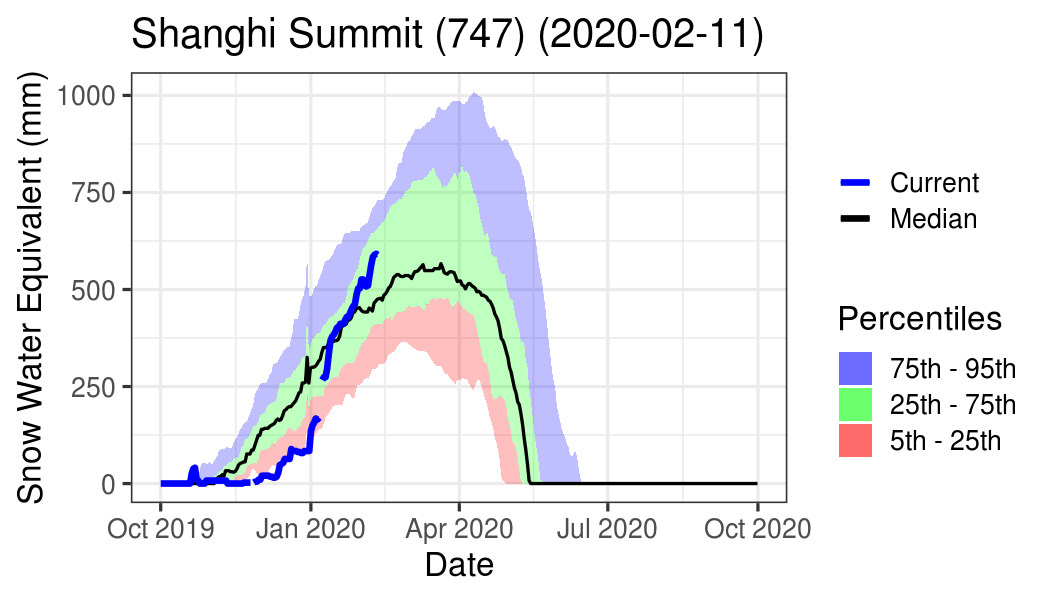 Shanghi Summit (747) (2020-02-11)
Snow Water Equivalent (mm)
1000
750
500
250
0
Oct 2019
Jan 2020
Apr 2020
Jul 2020
Oct 2020
Date
Current
Median
Percentiles
75th - 95th
25th - 75th
5th - 25th